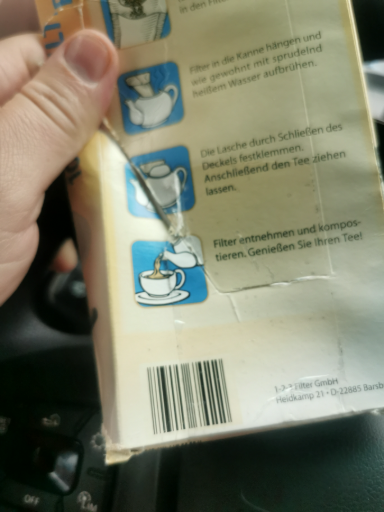 in den
Filter in die Kanne hängen und
wie gewohnt mit sprudelnd
heißem Wasser aufbrühen.
Die Lasche durch Schließen des
Deckels festklemmen.
Anschließend den Tee ziehen
lassen.
Filter entnehmen und kompos-
tieren. Genießen Sie Ihren Tee!
1-2-3 Filter GmbH
Heidkamp 21 • D-22885 Barsb
OFF
LIM